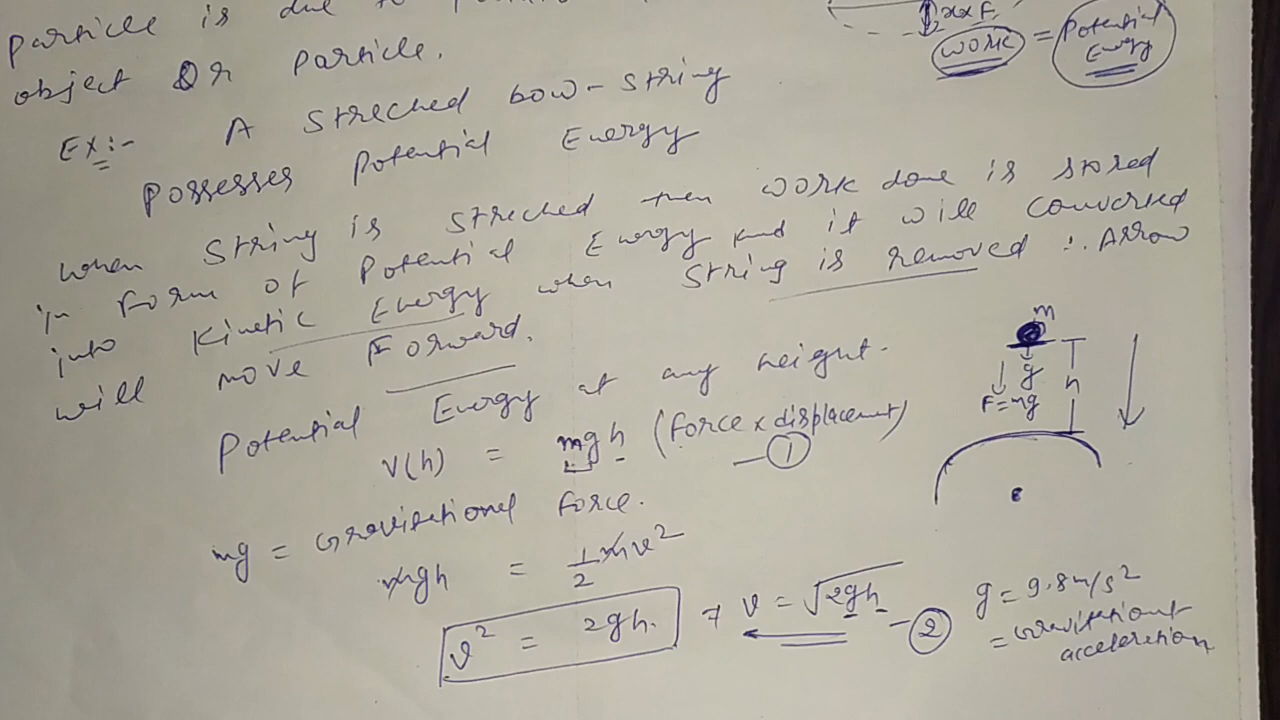 particle is due to
object Or particle.
x x F,
work = Potential Energy
Ex:- A streched bow-string
possesses potential Energy
when string is streched then work done is stored
in form of Potential Energy and it will converted
into Kinetic Energy when string is removed ∴ Arrow
will move Forward.
Potential Energy at any height.
V(h) = mgh (force x displacement) — ①
m
g
h
F=mg
mg = Gravitational force.
mgh = 1/2 mv²
v² = 2gh. → v = √2gh — ②
g = 9.8 m/s²
= Gravitational
acceleration